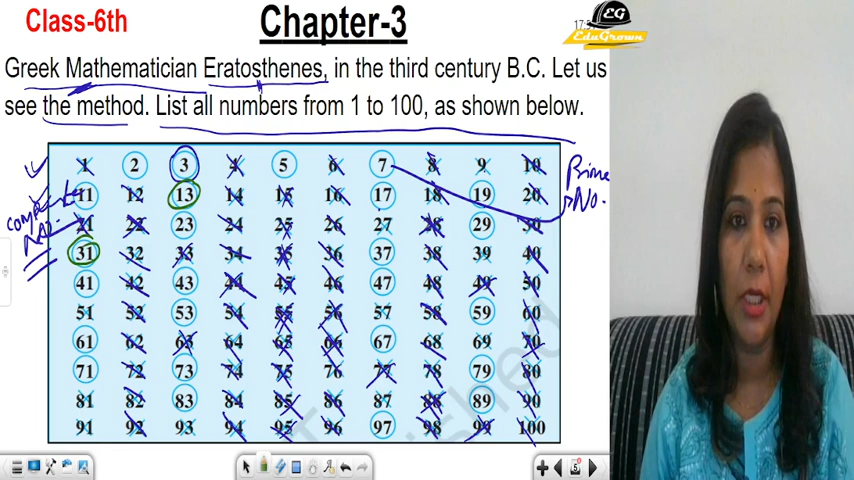 Class-6th
Chapter-3
EG
EduGrown
Greek Mathematician Eratosthenes, in the third century B.C. Let us
see the method. List all numbers from 1 to 100, as shown below.
1 2 3 4 5 6 7 8 9 10
11 12 13 14 15 16 17 18 19 20
21 22 23 24 25 26 27 28 29 30
31 32 33 34 35 36 37 38 39 40
41 42 43 44 45 46 47 48 49 50
51 52 53 54 55 56 57 58 59 60
61 62 63 64 65 66 67 68 69 70
71 72 73 74 75 76 77 78 79 80
81 82 83 84 85 86 87 88 89 90
91 92 93 94 95 96 97 98 99 100
Prime
No.